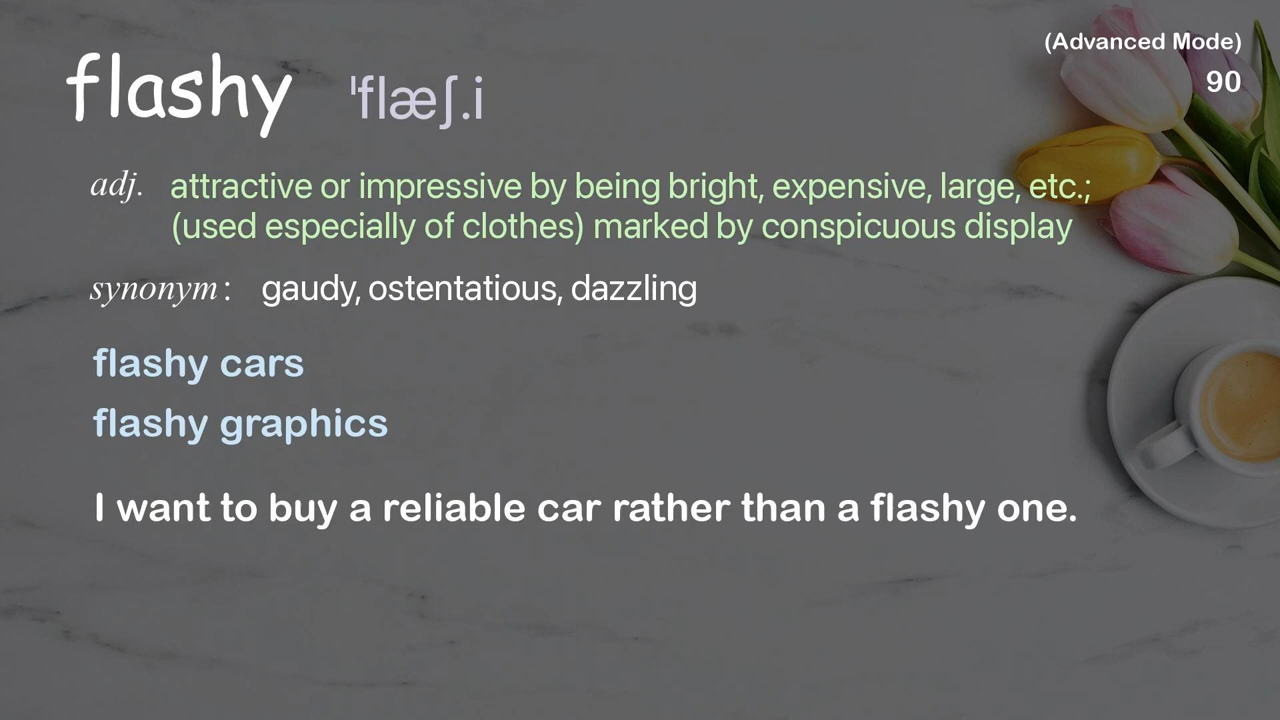 (Advanced Mode)
90
flashy ˈflæʃ.i
adj. attractive or impressive by being bright, expensive, large, etc.;
(used especially of clothes) marked by conspicuous display
synonym: gaudy, ostentatious, dazzling
flashy cars
flashy graphics
I want to buy a reliable car rather than a flashy one.